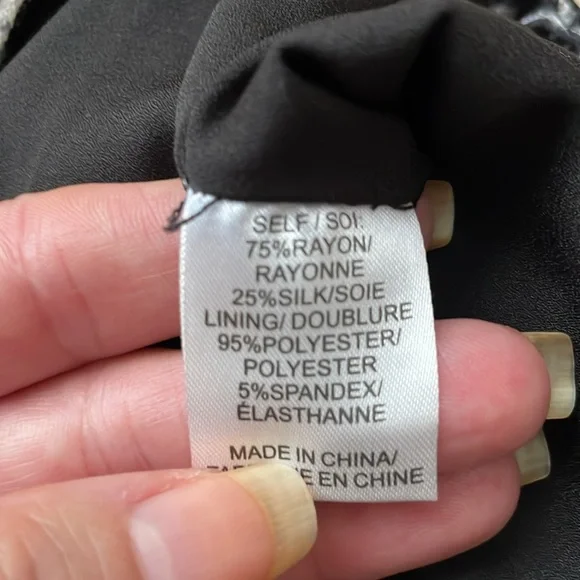 SELF/SOI:
75%RAYON/
RAYONNE
25%SILK/SOIE
LINING/ DOUBLURE
95%POLYESTER/
POLYESTER
5%SPANDEX/
ÉLASTHANNE
MADE IN CHINA/
EN CHINE